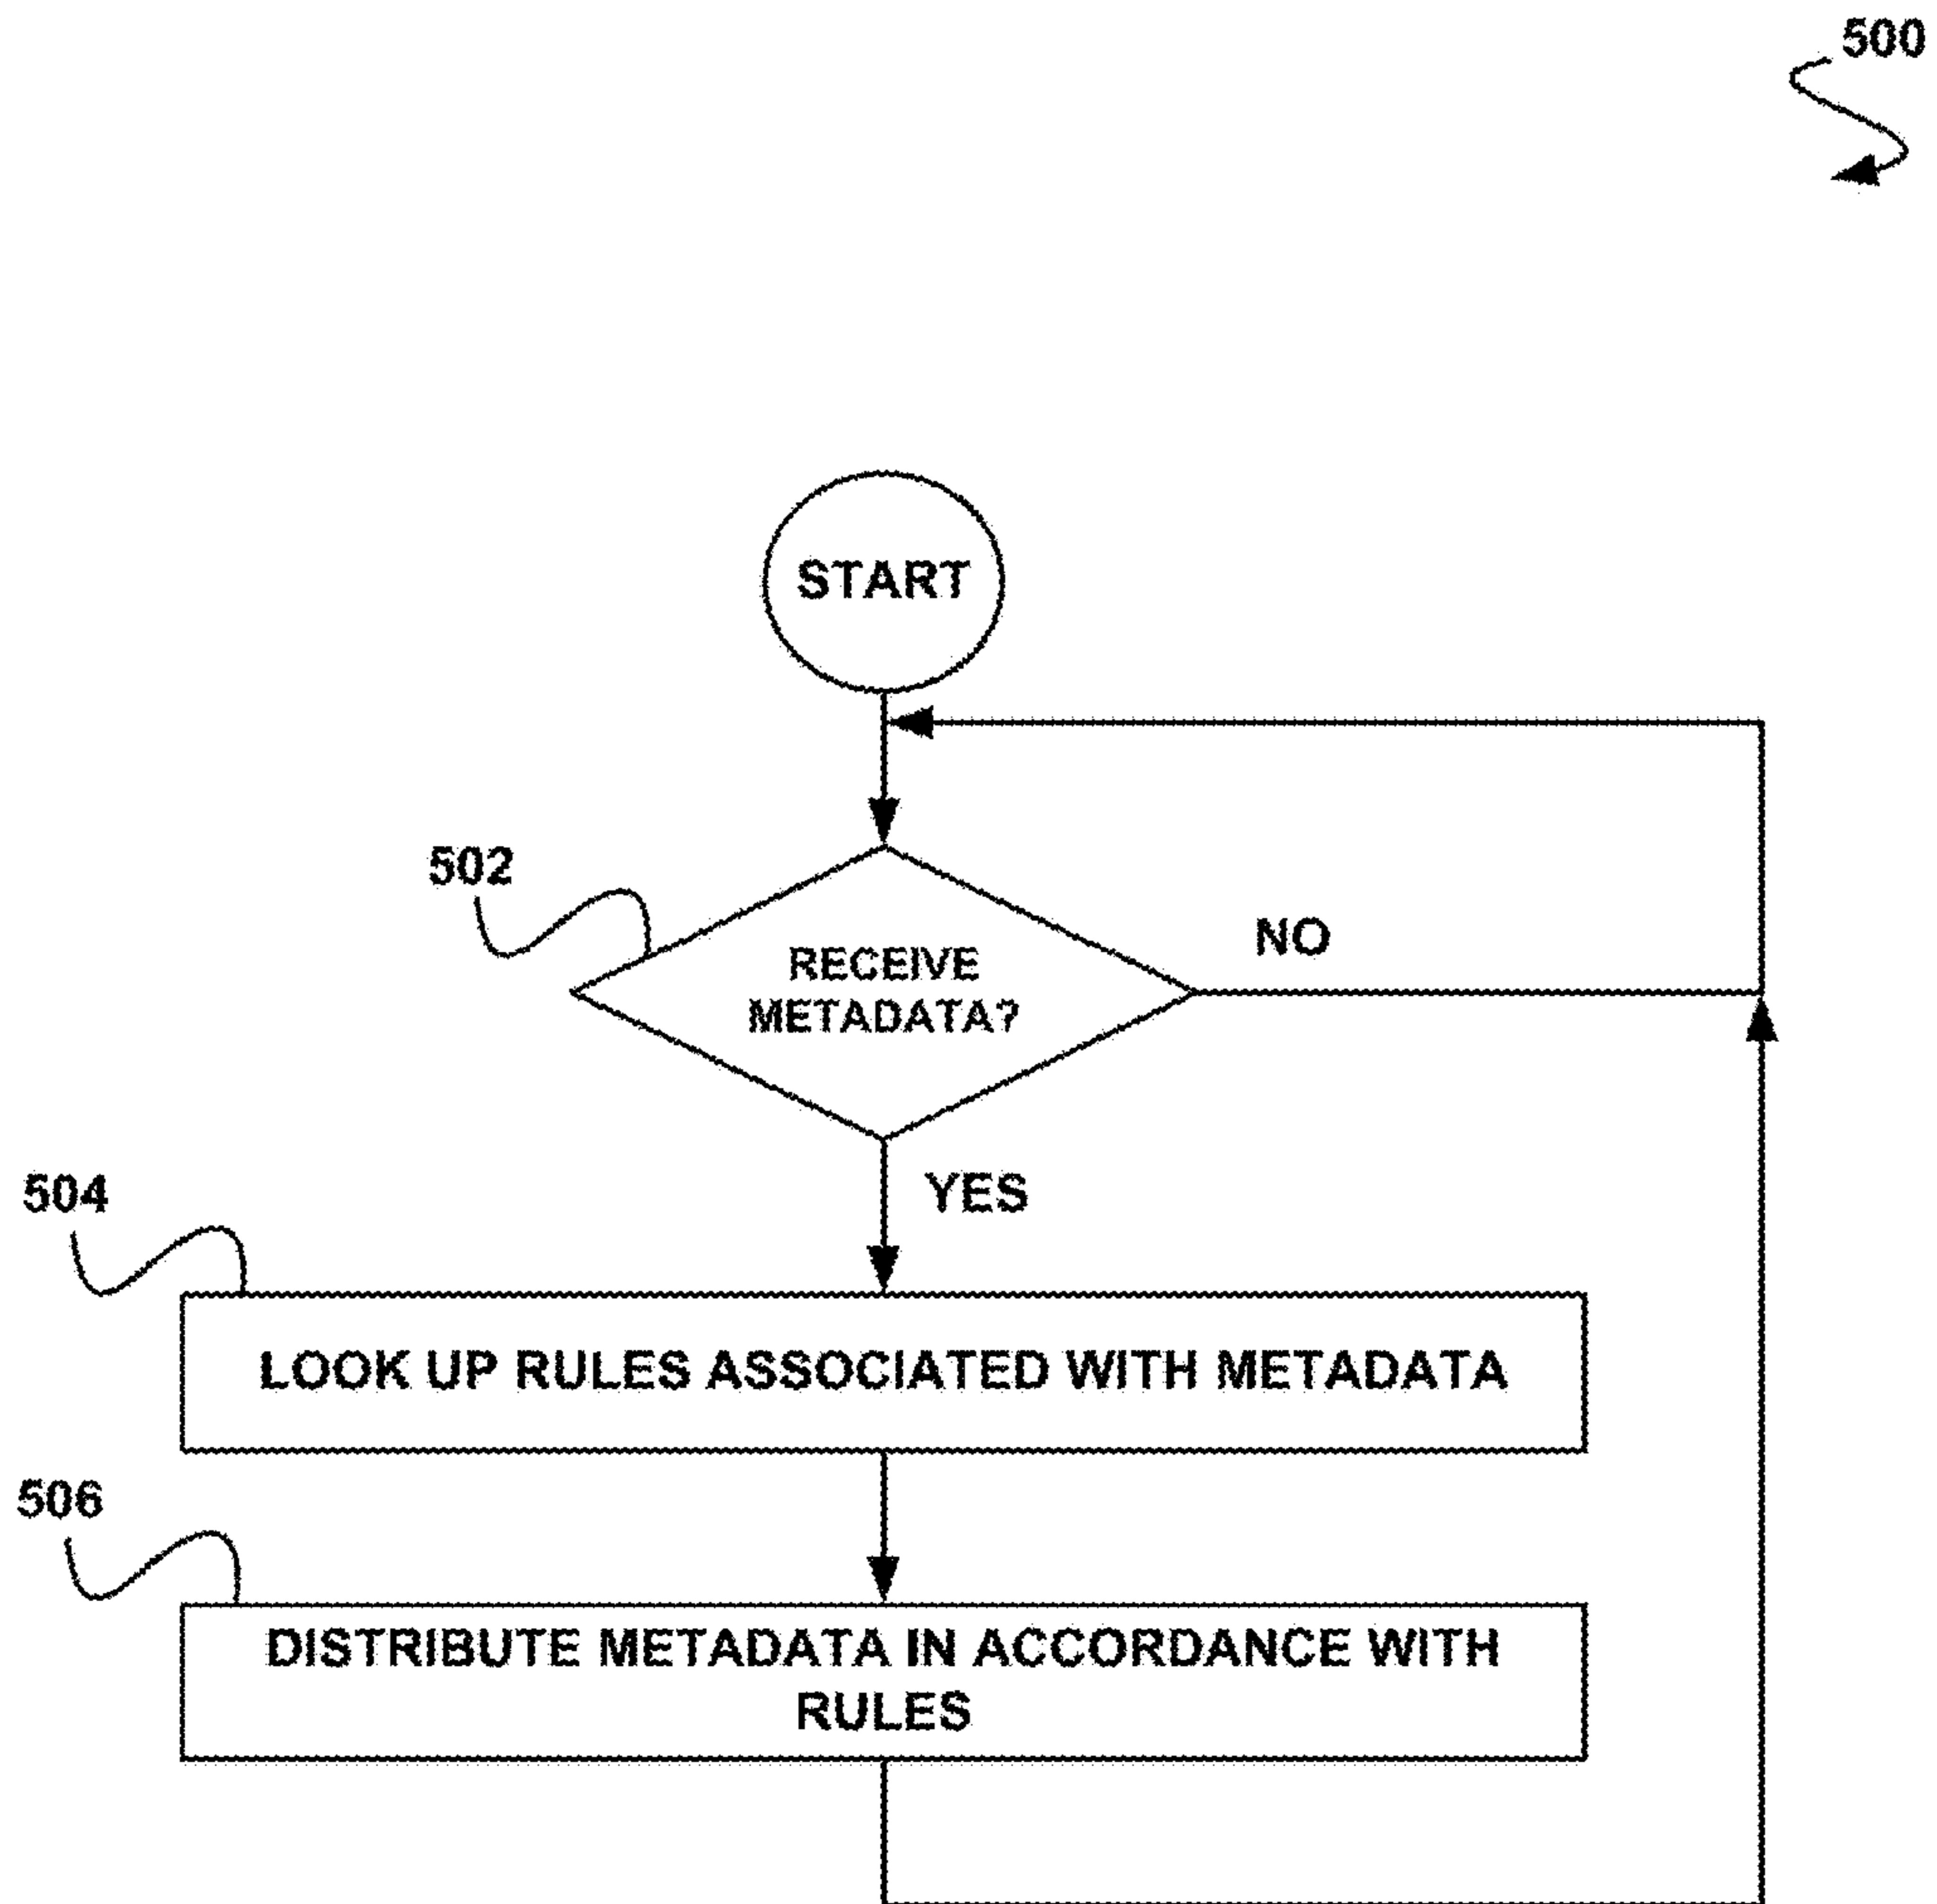 500
START
502
RECEIVE
METADATA?
NO
YES
504
LOOK UP RULES ASSOCIATED WITH METADATA
506
DISTRIBUTE METADATA IN ACCORDANCE WITH
RULES